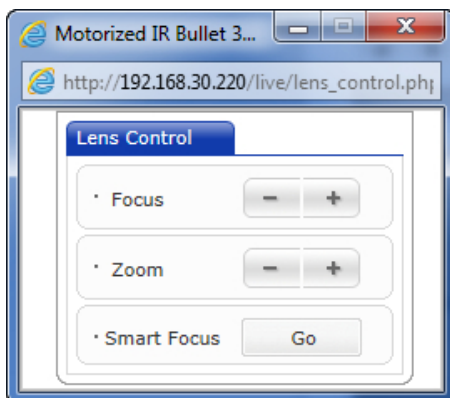 Motorized IR Bullet 3...
http://192.168.30.220/live/lens_control.php
Lens Control
· Focus - +
· Zoom - +
· Smart Focus Go